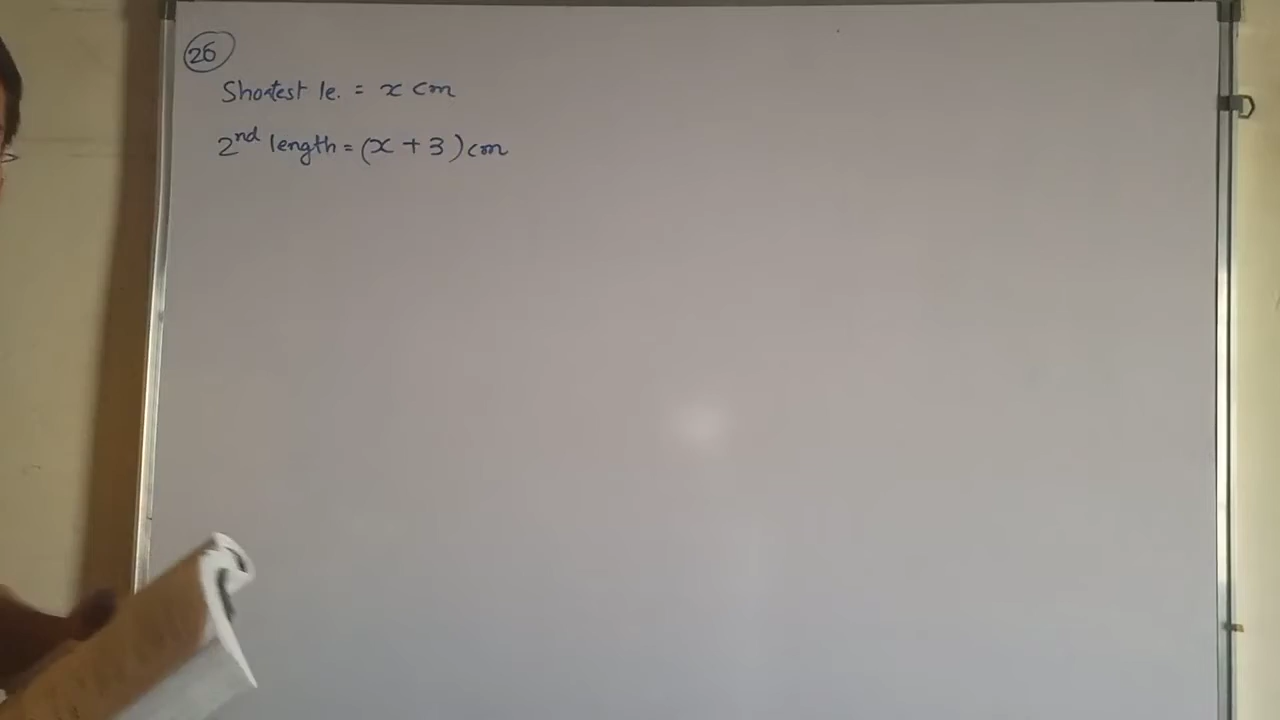 26
Shortest le. = x cm
2nd length = (x + 3) cm